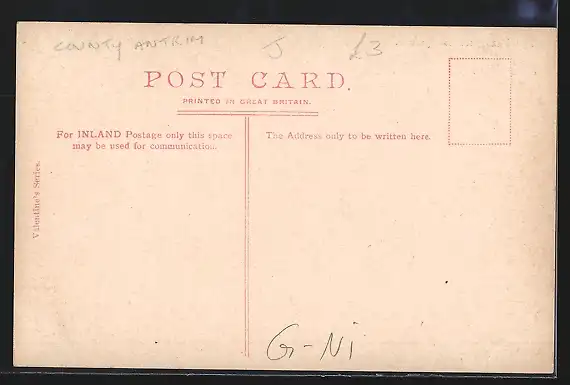 COUNTY ANTRIM J £3
POST CARD.
PRINTED IN GREAT BRITAIN.
For INLAND Postage only this space
may be used for communicatio...
The Address only to be written here.
Valentine's Series.
G-Ni